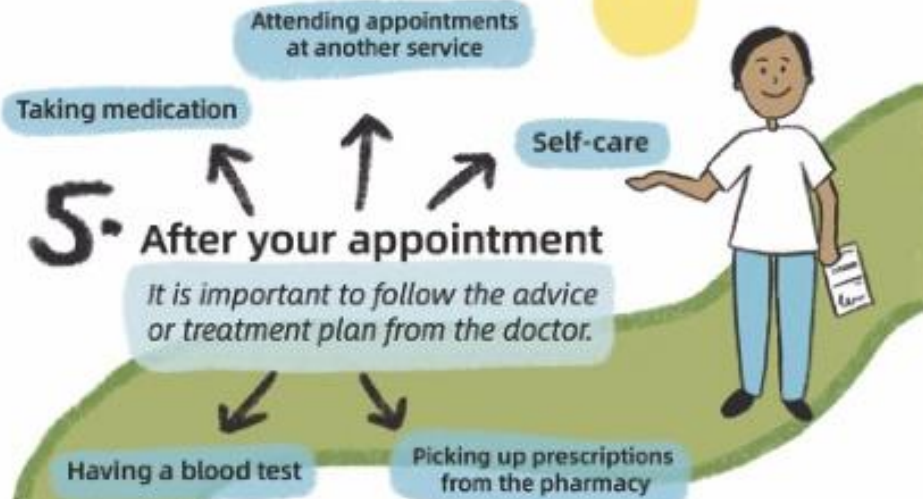 Attending appointments
at another service
Taking medication
Self-care
5.
After your appointment
It is important to follow the advice
or treatment plan from the doctor.
Having a blood test
Picking up prescriptions
from the pharmacy